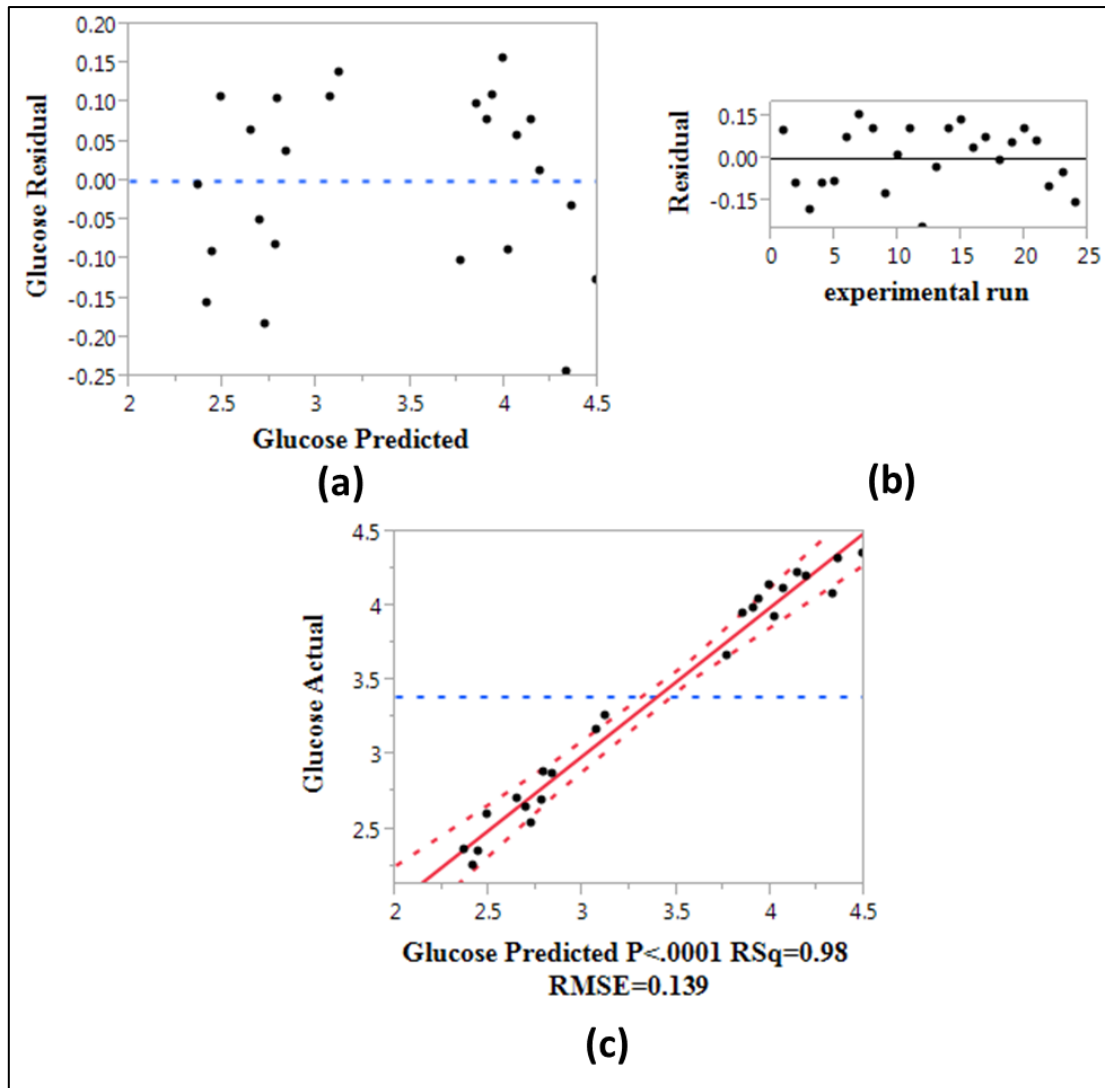 0.20
0.15
0.10
0.05
0.00
-0.05
-0.10
-0.15
-0.20
-0.25
Glucose Residual
2 2.5 3 3.5 4 4.5
Glucose Predicted
(a)
0.15
0.00
-0.15
Residual
0 5 10 15 20 25
experimental run
(b)
4.5
4
3.5
3
2.5
Glucose Actual
2 2.5 3 3.5 4 4.5
Glucose Predicted P<.0001 RSq=0.98
RMSE=0.139
(c)